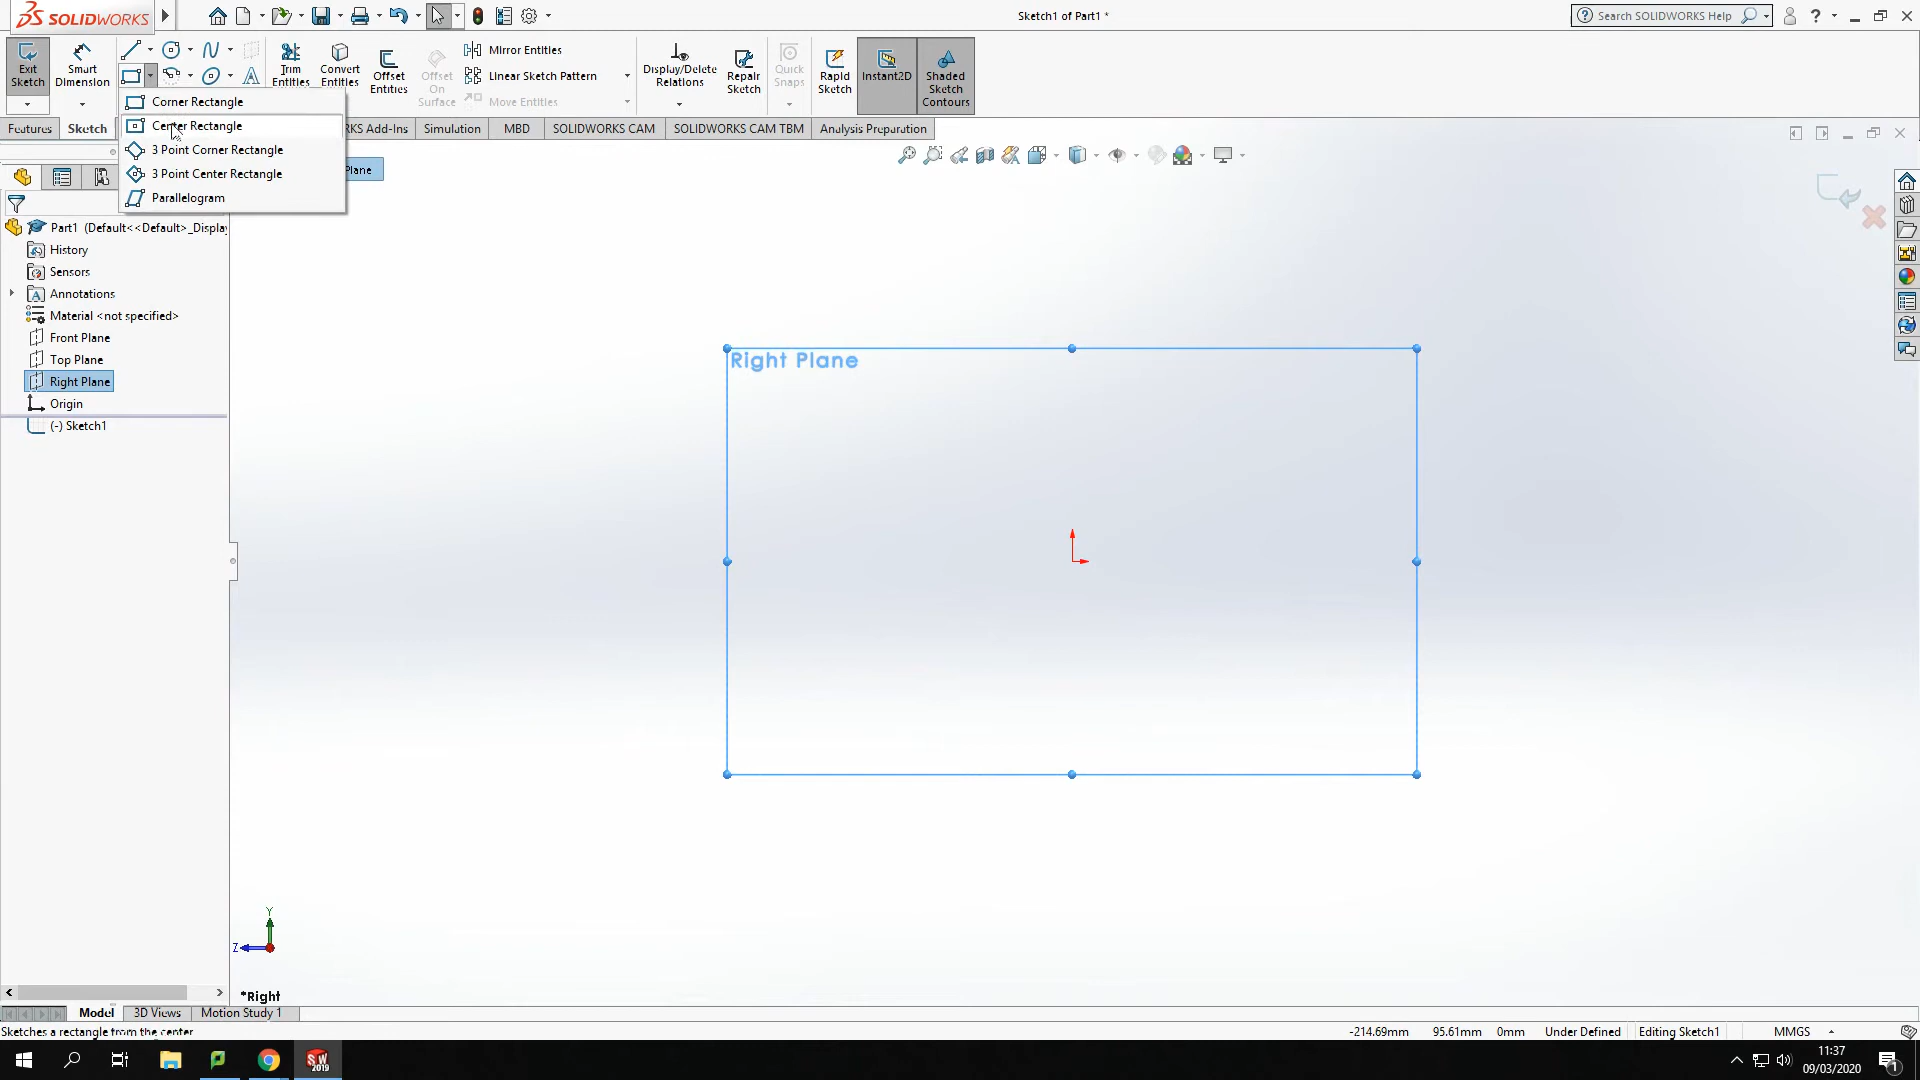 SOLIDWORKS
Sketch1 of Part1 *
Search SOLIDWORKS Help
Exit Sketch
Smart Dimension
Trim Entities
Convert Entities
Offset Entities
Offset On Surface
Mirror Entities
Linear Sketch Pattern
Move Entities
Display/Delete Relations
Repair Sketch
Quick Snaps
Rapid Sketch
Instant2D
Shaded Sketch Contours
Corner Rectangle
Center Rectangle
3 Point Corner Rectangle
3 Point Center Rectangle
Parallelogram
Features
Sketch
RKS Add-Ins
Simulation
MBD
SOLIDWORKS CAM
SOLIDWORKS CAM TBM
Analysis Preparation
Plane
Part1 (Default<<Default>_Displa
History
Sensors
Annotations
Material <not specified>
Front Plane
Top Plane
Right Plane
Origin
(-) Sketch1
Right Plane
Y
Z
*Right
Model
3D Views
Motion Study 1
Sketches a rectangle from the center
-214.69mm
95.61mm
0mm
Under Defined
Editing Sketch1
MMGS
SW
2019
11:37
09/03/2020
1